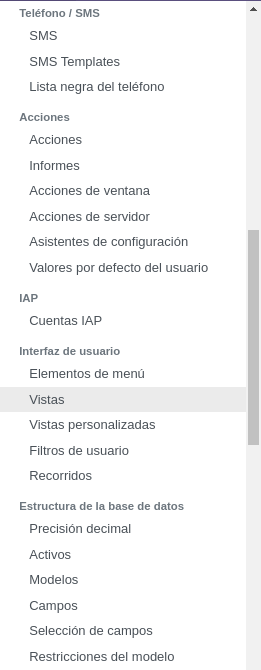 Teléfono / SMS
SMS
SMS Templates
Lista negra del teléfono
Acciones
Acciones
Informes
Acciones de ventana
Acciones de servidor
Asistentes de configuración
Valores por defecto del usuario
IAP
Cuentas IAP
Interfaz de usuario
Elementos de menú
Vistas
Vistas personalizadas
Filtros de usuario
Recorridos
Estructura de la base de datos
Precisión decimal
Activos
Modelos
Campos
Selección de campos
Restricciones del modelo